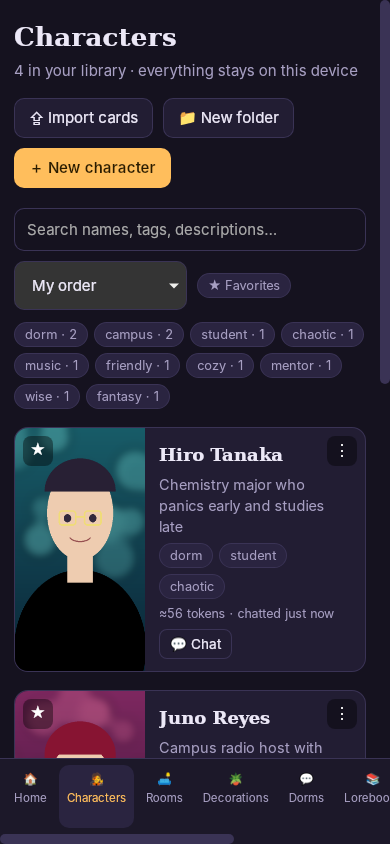 Characters
4 in your library · everything stays on this device
⇪ Import cards
📁 New folder
+ New character
Search names, tags, descriptions...
My order
★ Favorites
dorm · 2
campus · 2
student · 1
chaotic · 1
music · 1
friendly · 1
cozy · 1
mentor · 1
wise · 1
fantasy · 1
Hiro Tanaka
Chemistry major who
panics early and studies
late
dorm
student
chaotic
≈56 tokens · chatted just now
💬 Chat
Juno Reyes
Campus radio host with
Home
Characters
Rooms
Decorations
Dorms
Loreboo